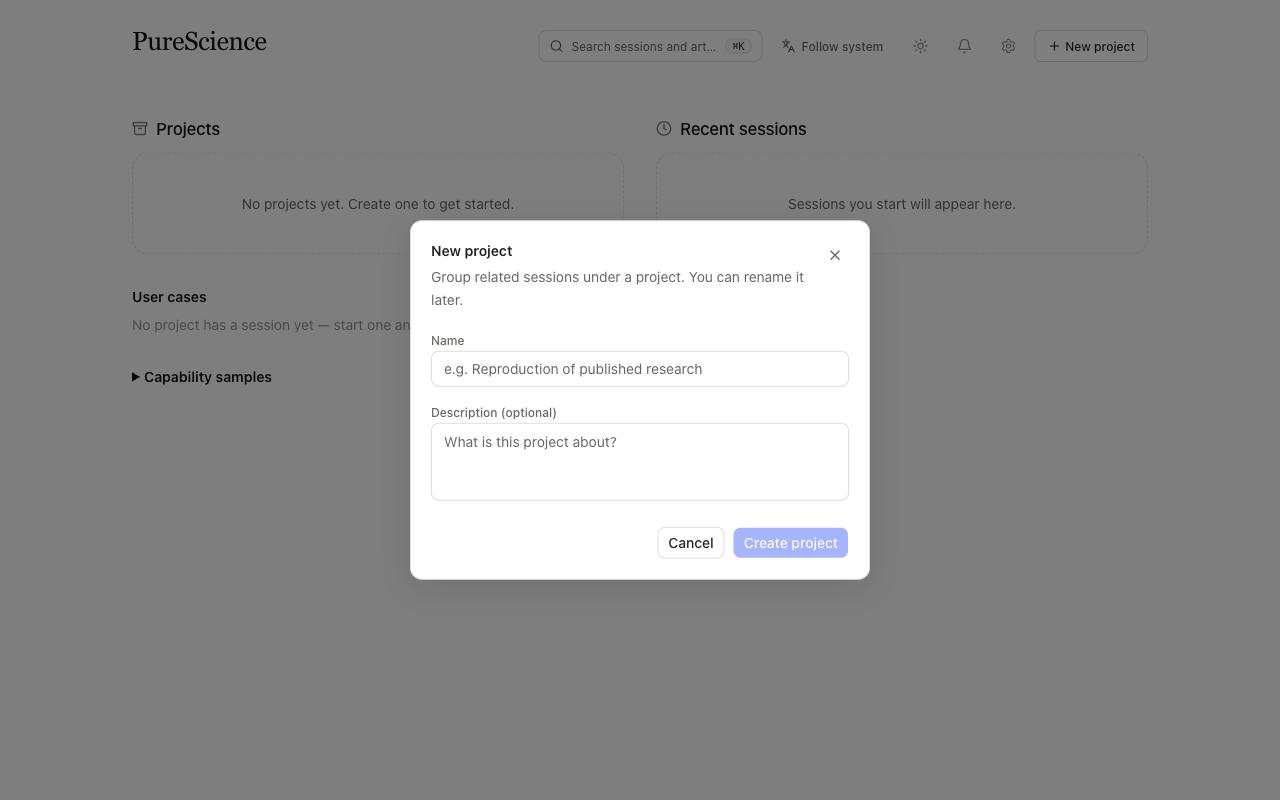 PureScience
Search sessions and art... ⌘K
Follow system
New project
Projects
Recent sessions
No projects yet. Create one to get started.
Sessions you start will appear here.
New project
Group related sessions under a project. You can rename it
later.
User cases
No project has a session yet — start one an
Name
e.g. Reproduction of published research
Capability samples
Description (optional)
What is this project about?
Cancel
Create project